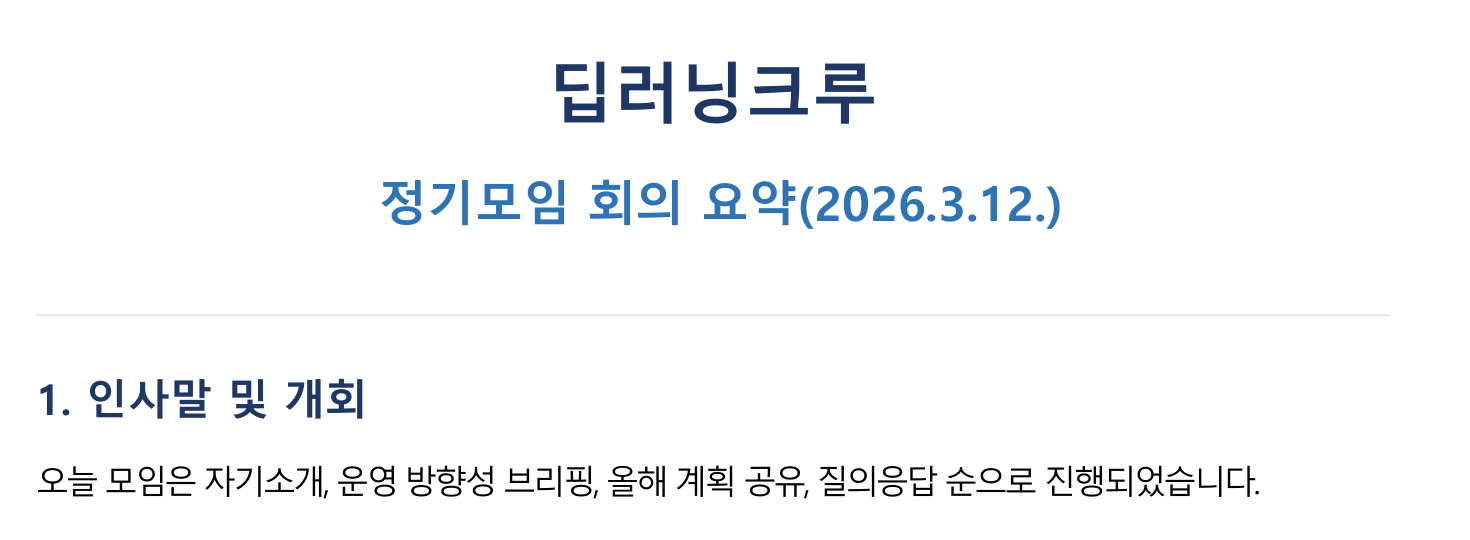 딥러닝크루
정기모임 회의 요약(2026.3.12.)
1. 인사말 및 개회
오늘 모임은 자기소개, 운영 방향성 브리핑, 올해 계획 공유, 질의응답 순으로 진행되었습니다.